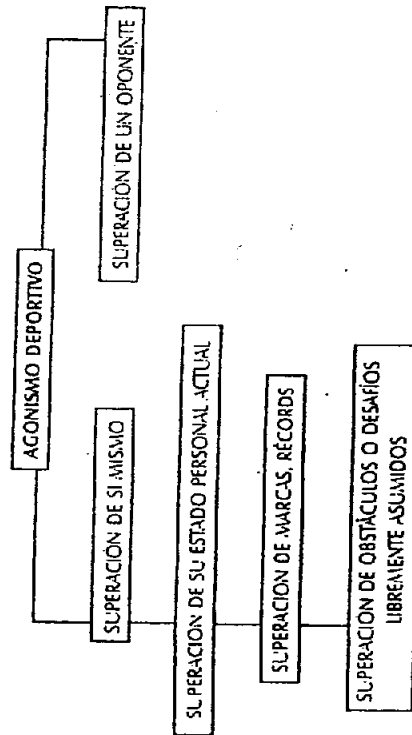 AGONISMO DEPORTIVO
SUPERACIÓN DE SI MISMO
SUPERACIÓN DE UN OPONENTE
SUPERACIÓN DE SU ESTADO PERSONAL ACTUAL
SUPERACION DE MARCAS, RÉCORDS
SUPERACIÓN DE OBSTÁCULOS O DESAFÍOS
LIBREMENTE ASUMIDOS